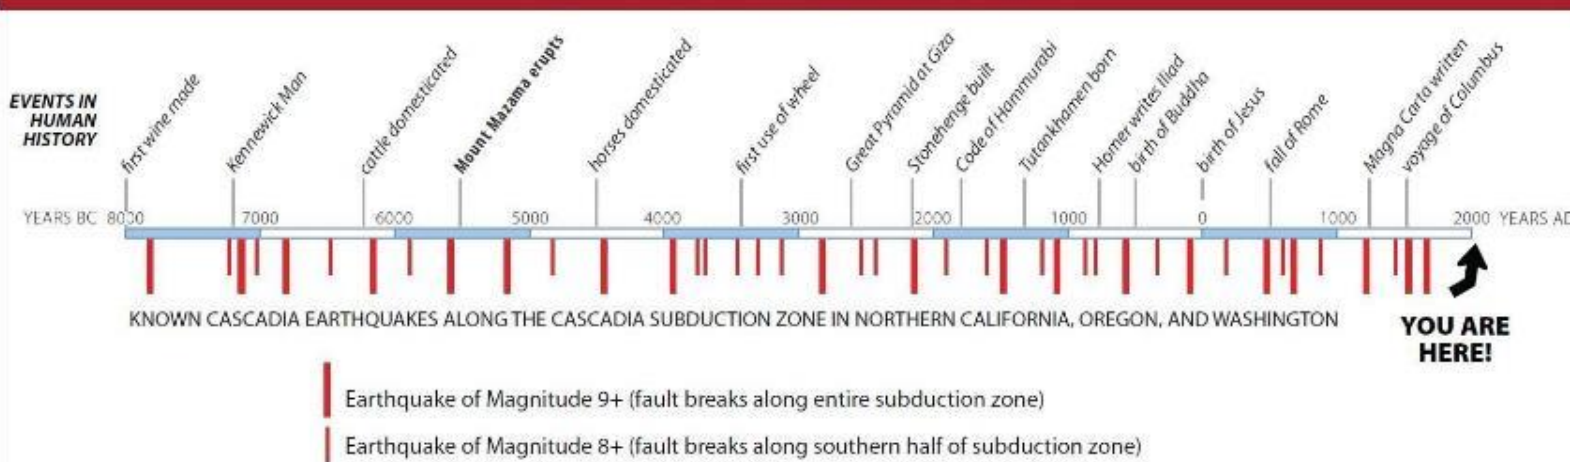 EVENTS IN
HUMAN
HISTORY
first wine made
Kennewick Man
cattle domesticated
Mount Mazama erupts
horses domesticated
first use of wheel
Great Pyramid at Giza
Stonehenge built
Code of Hammurabi
Tutankhamen born
Homer writes Iliad
birth of Buddha
birth of Jesus
fall of Rome
Magna Carta written
voyage of Columbus
YEARS BC 8000 7000 6000 5000 4000 3000 2000 1000 0 1000 2000 YEARS AD
KNOWN CASCADIA EARTHQUAKES ALONG THE CASCADIA SUBDUCTION ZONE IN NORTHERN CALIFORNIA, OREGON, AND WASHINGTON
YOU ARE
HERE!
Earthquake of Magnitude 9+ (fault breaks along entire subduction zone)
Earthquake of Magnitude 8+ (fault breaks along southern half of subduction zone)